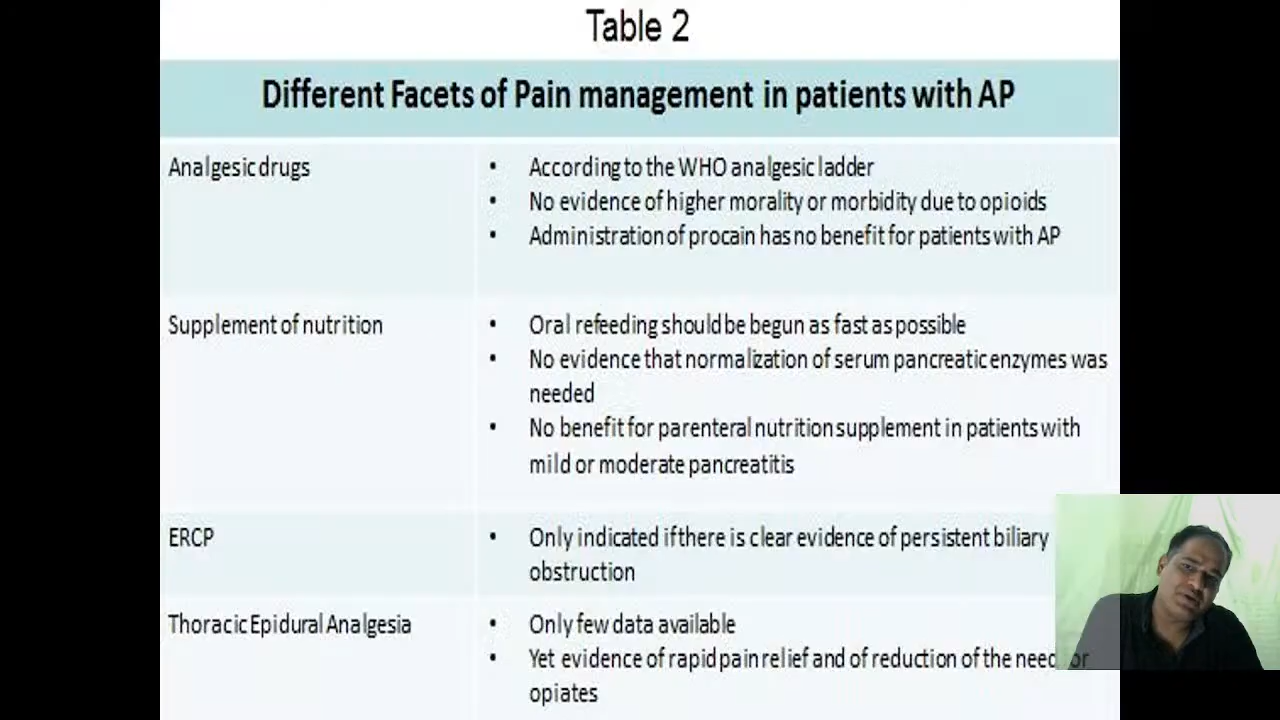 Table 2
Different Facets of Pain management in patients with AP
Analgesic drugs
• According to the WHO analgesic ladder
• No evidence of higher morality or morbidity due to opioids
• Administration of procain has no benefit for patients with AP
Supplement of nutrition
• Oral refeeding should be begun as fast as possible
• No evidence that normalization of serum pancreatic enzymes was
needed
• No benefit for parenteral nutrition supplement in patients with
mild or moderate pancreatitis
ERCP
• Only indicated if there is clear evidence of persistent biliary
obstruction
Thoracic Epidural Analgesia
• Only few data available
• Yet evidence of rapid pain relief and of reduction of the need
opiates